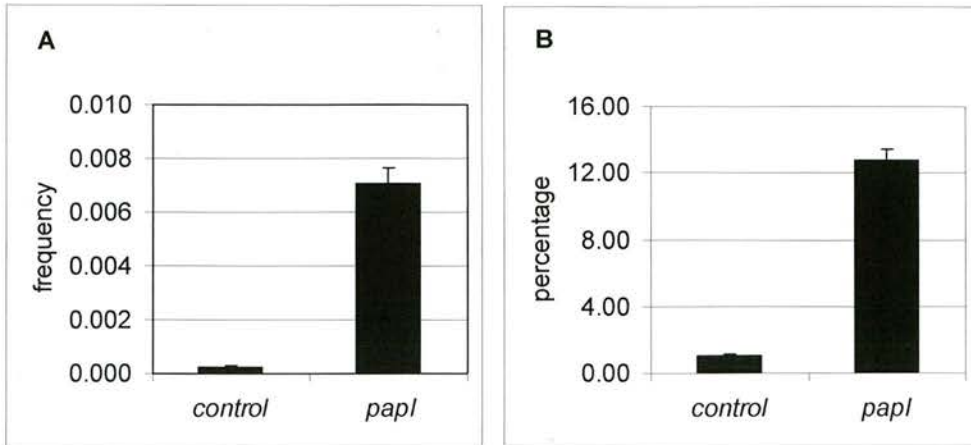 A
0.010
0.008
0.006
0.004
0.002
0.000
frequency
control papI
B
16.00
12.00
8.00
4.00
0.00
percentage
control papI